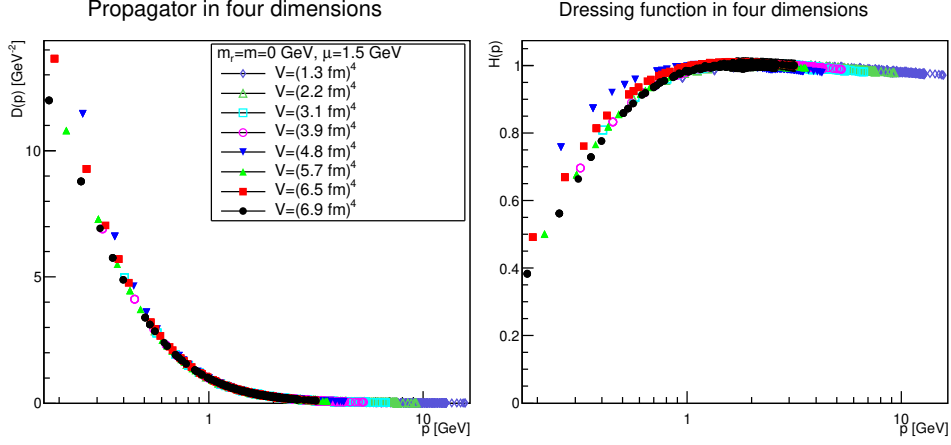 Propagator in four dimensions
D(p) [GeV⁻²]
m_r=m=0 GeV, μ=1.5 GeV
V=(1.3 fm)⁴
V=(2.2 fm)⁴
V=(3.1 fm)⁴
V=(3.9 fm)⁴
V=(4.8 fm)⁴
V=(5.7 fm)⁴
V=(6.5 fm)⁴
V=(6.9 fm)⁴
10
5
0
1
10
p [GeV]
Dressing function in four dimensions
H(p)
1
0.8
0.6
0.4
0.2
0
1
10
p [GeV]